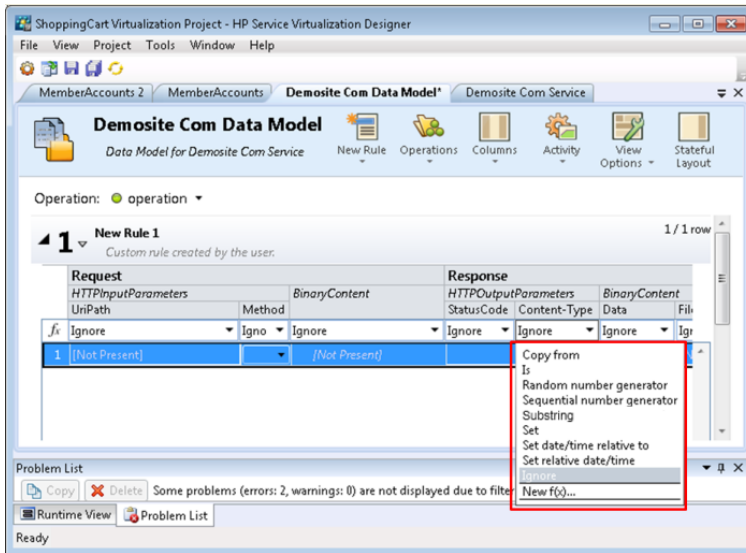 ShoppingCart Virtualization Project - HP Service Virtualization Designer
File View Project Tools Window Help
MemberAccounts 2 MemberAccounts Demosite Com Data Model* Demosite Com Service
Demosite Com Data Model
Data Model for Demosite Com Service
New Rule Operations Columns Activity View Options Stateful Layout
Operation: operation
1 New Rule 1 1 / 1 row
Custom rule created by the user.
Request Response
HTTPInputParameters BinaryContent HTTPOutputParameters BinaryContent
UriPath Method StatusCode Content-Type Data File
fx Ignore Igno Ignore Ignore Ignore Ignore Igr
1 [Not Present] [Not Present]
Copy from
Is
Random number generator
Sequential number generator
Substring
Set
Set date/time relative to
Set relative date/time
Ignore
New f(x)...
Problem List
Copy Delete Some problems (errors: 2, warnings: 0) are not displayed due to filter
Runtime View Problem List
Ready